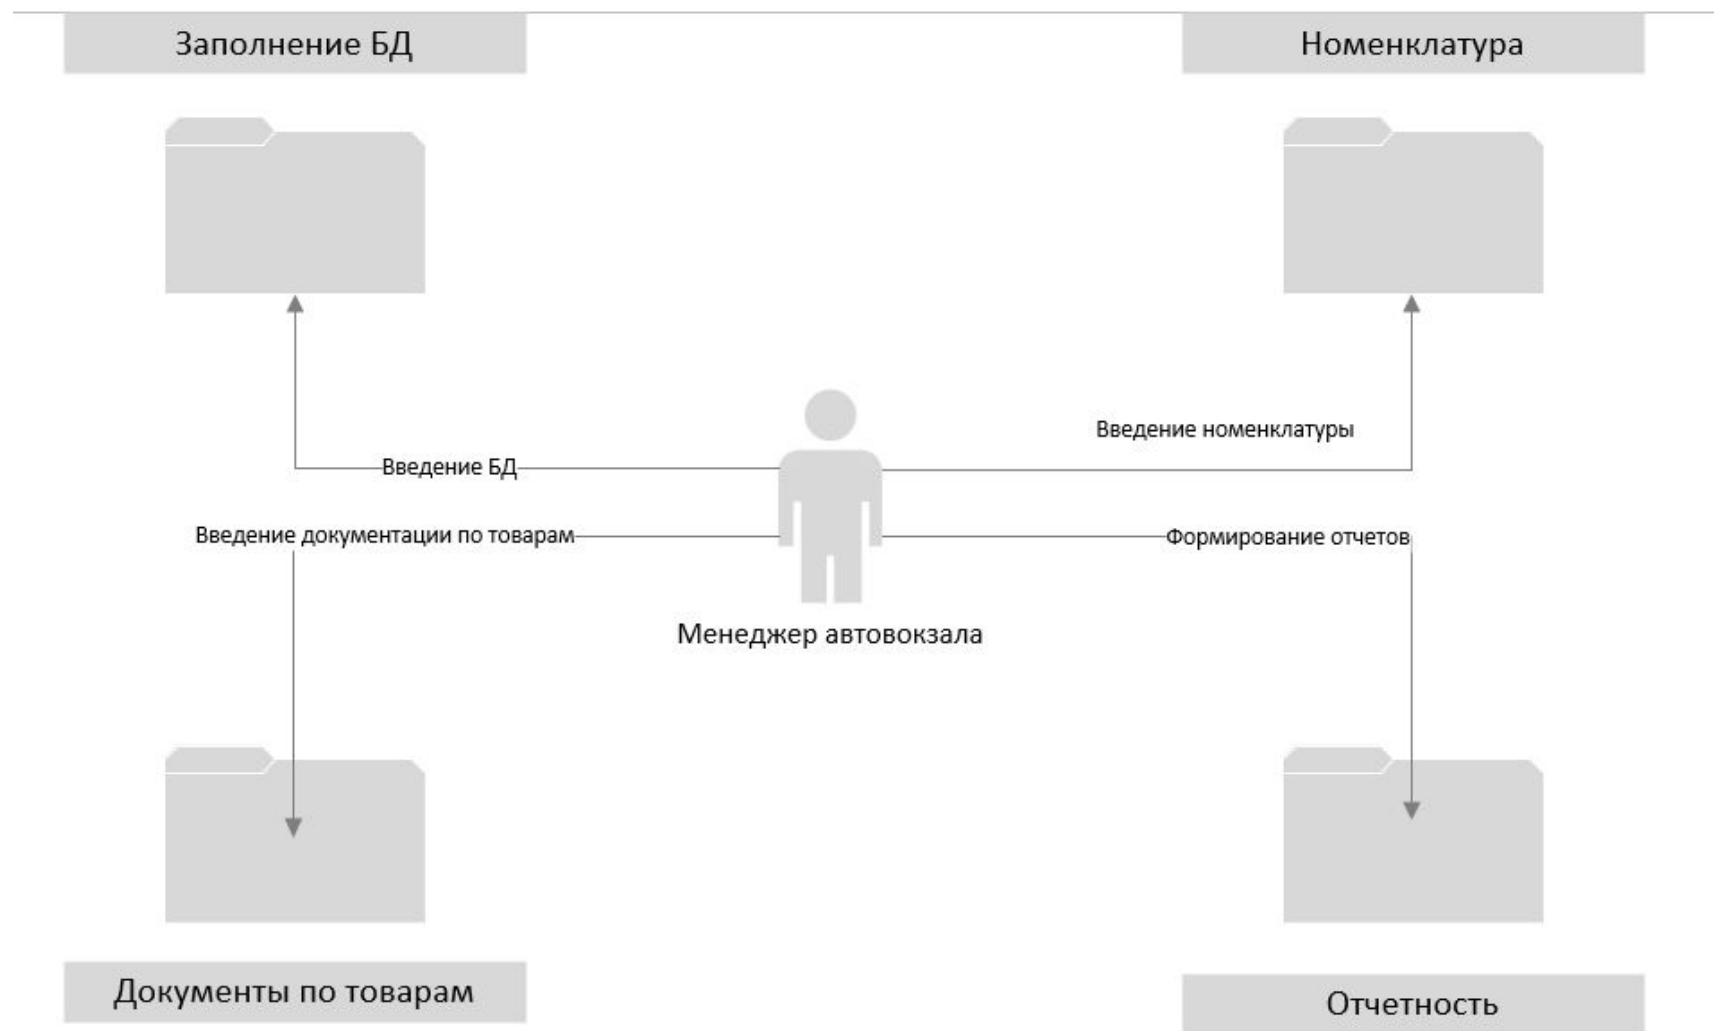 Заполнение БД
Номенклатура
Введение номенклатуры
Введение БД
Введение документации по товарам
Формирование отчетов
Менеджер автовокзала
Документы по товарам
Отчетность